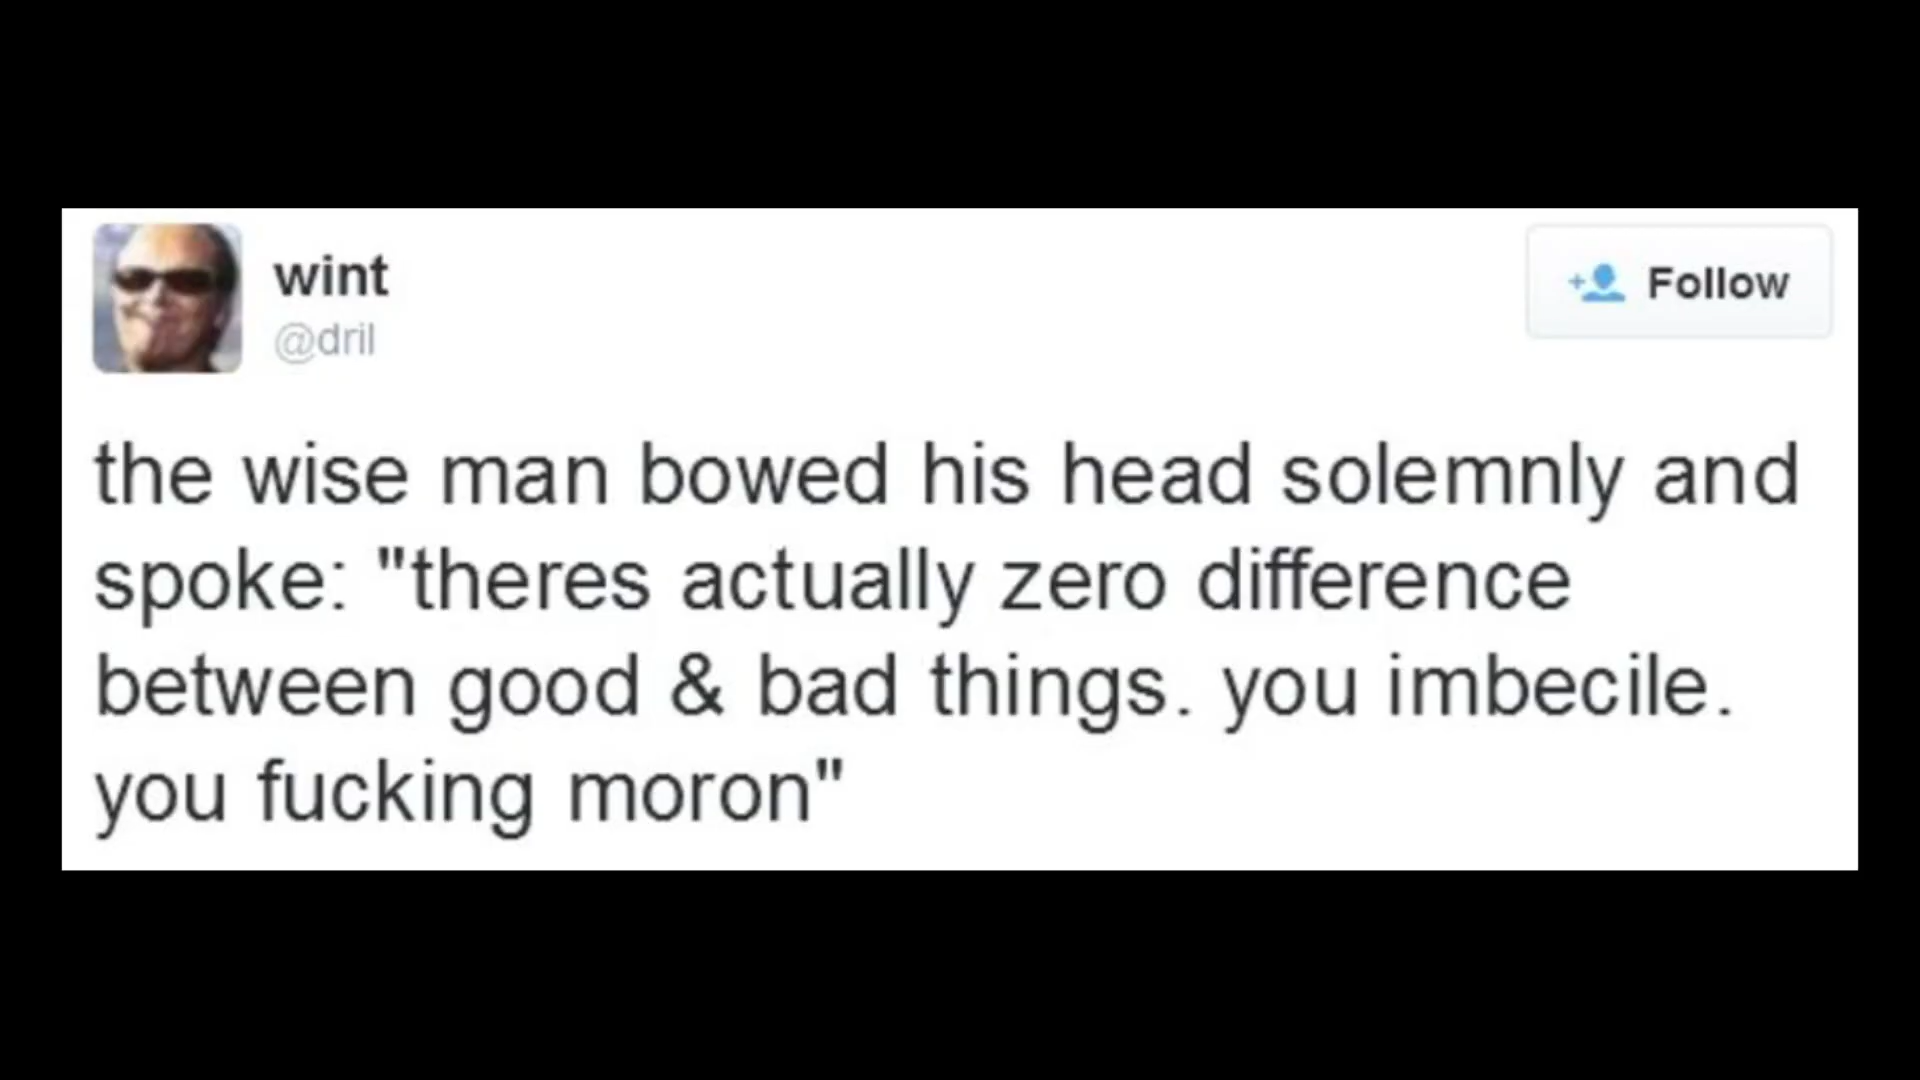 wint
@dril
Follow
the wise man bowed his head solemnly and
spoke: "theres actually zero difference
between good & bad things. you imbecile.
you fucking moron"